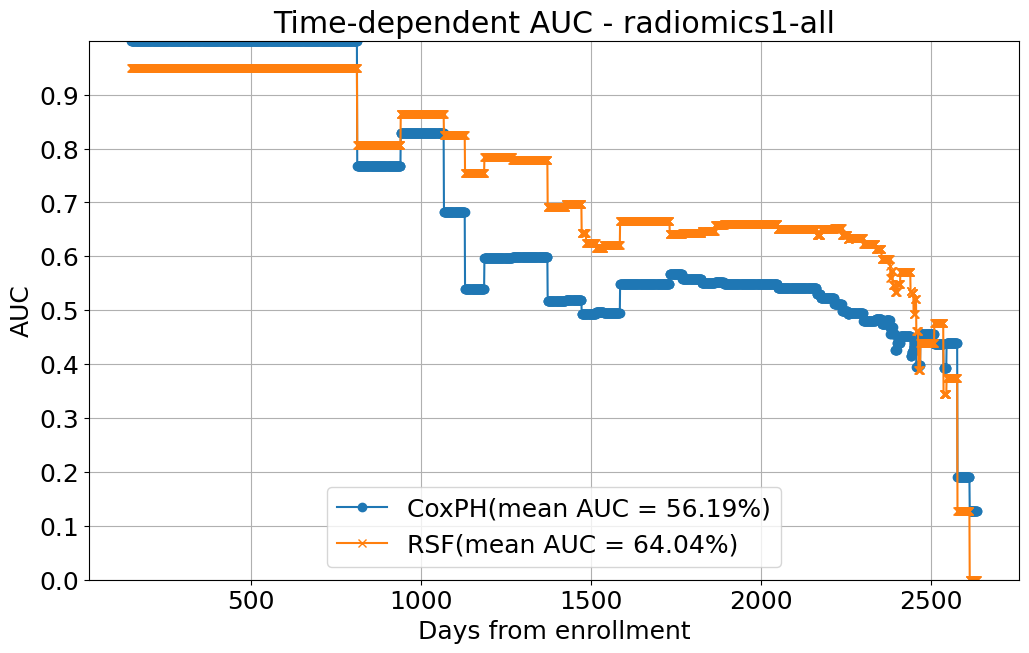 Time-dependent AUC - radiomics1-all
AUC
0.9
0.8
0.7
0.6
0.5
0.4
0.3
0.2
0.1
0.0
CoxPH(mean AUC = 56.19%)
RSF(mean AUC = 64.04%)
500 1000 1500 2000 2500
Days from enrollment